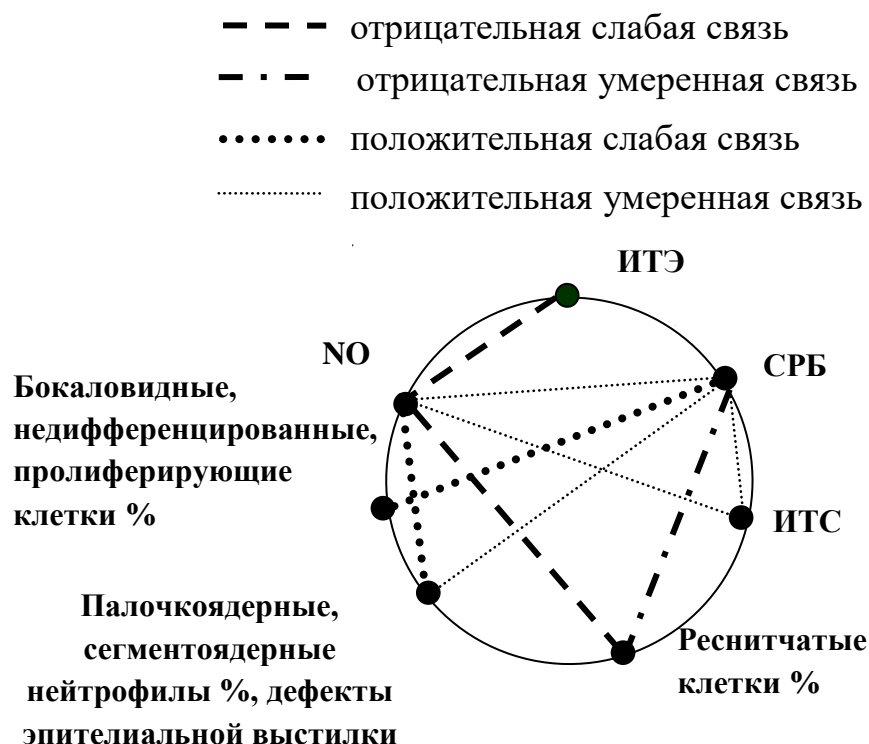 отрицательная слабая связь
отрицательная умеренная связь
положительная слабая связь
положительная умеренная связь
ИТЭ
NO
СРБ
Бокаловидные,
недифференцированные,
пролиферирующие
клетки %
ИТС
Палочкоядерные,
сегментоядерные
нейтрофилы %, дефекты
эпителиальной выстилки
Реснитчатые
клетки %